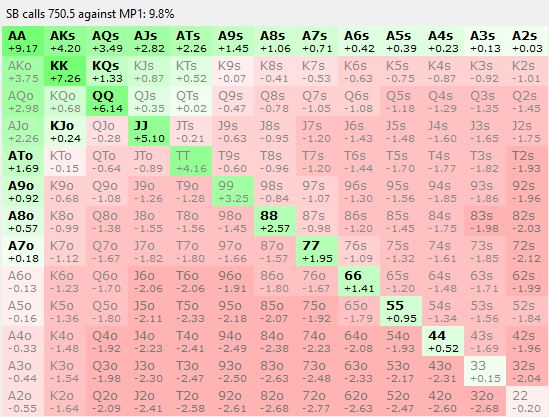 SB calls 750.5 against MP1: 9.8%
AA AKs AQs AJs ATs A9s A8s A7s A6s A5s A4s A3s A2s
+9.17 +4.20 +3.49 +2.82 +2.26 +1.45 +1.06 +0.71 +0.42 +0.39 +0.23 +0.13 +0.03
AKo KK KQs KJs KTs K9s K8s K7s K6s K5s K4s K3s K2s
+3.75 +7.26 +1.33 +0.87 +0.52 -0.07 -0.41 -0.53 -0.63 -0.75 -0.87 -0.92 -1.01
AQo KQo QQ QJs QTs Q9s Q8s Q7s Q6s Q5s Q4s Q3s Q2s
+2.98 +0.68 +6.14 +0.35 +0.02 -0.47 -0.78 -1.05 -1.08 -1.18 -1.29 -1.35 -1.45
AJo KJo QJo JJ JTs J9s J8s J7s J6s J5s J4s J3s J2s
+2.26 +0.24 -0.28 +5.10 -0.21 -0.63 -0.95 -1.20 -1.43 -1.48 -1.60 -1.65 -1.75
ATo KTo QTo JTo TT T9s T8s T7s T6s T5s T4s T3s T2s
+1.69 -0.15 -0.64 -0.89 +4.16 -0.60 -0.96 -1.20 -1.44 -1.70 -1.77 -1.82 -1.93
A9o K9o Q9o J9o T9o 99 98s 97s 96s 95s 94s 93s 92s
+0.92 -0.68 -1.08 -1.26 -1.28 +3.25 -0.84 -1.07 -1.30 -1.56 -1.85 -1.86 -1.96
A8o K8o Q8o J8o T8o 98o 88 87s 86s 85s 84s 83s 82s
+0.57 -0.99 -1.38 -1.55 -1.56 -1.45 +2.57 -0.98 -1.20 -1.45 -1.75 -1.98 -2.03
A7o K7o Q7o J7o T7o 97o 87o 77 76s 75s 74s 73s 72s
+0.18 -1.12 -1.67 -1.82 -1.80 -1.66 -1.57 +1.95 -1.09 -1.32 -1.61 -1.85 -2.12
A6o K6o Q6o J6o T6o 96o 86o 76o 66 65s 64s 63s 62s
-0.13 -1.23 -1.70 -2.06 -2.06 -1.91 -1.80 -1.67 +1.41 -1.20 -1.48 -1.71 -1.99
A5o K5o Q5o J5o T5o 95o 85o 75o 65o 55 54s 53s 52s
-0.16 -1.36 -1.80 -2.11 -2.33 -2.18 -2.07 -1.92 -1.79 +0.95 -1.34 -1.56 -1.84
A4o K4o Q4o J4o T4o 94o 84o 74o 64o 54o 44 43s 42s
-0.33 -1.48 -1.92 -2.24 -2.41 -2.49 -2.38 -2.23 -2.08 -1.93 +0.52 -1.69 -1.96
A3o K3o Q3o J3o T3o 93o 83o 73o 63o 53o 43o 33 32s
-0.44 -1.54 -1.98 -2.30 -2.47 -2.50 -2.63 -2.48 -2.33 -2.17 -2.31 +0.15 -2.04
A2o K2o Q2o J2o T2o 92o 82o 72o 62o 52o 42o 32o 22
-0.55 -1.64 -2.09 -2.41 -2.58 -2.61 -2.68 -2.77 -2.63 -2.47 -2.60 -2.68 -0.20